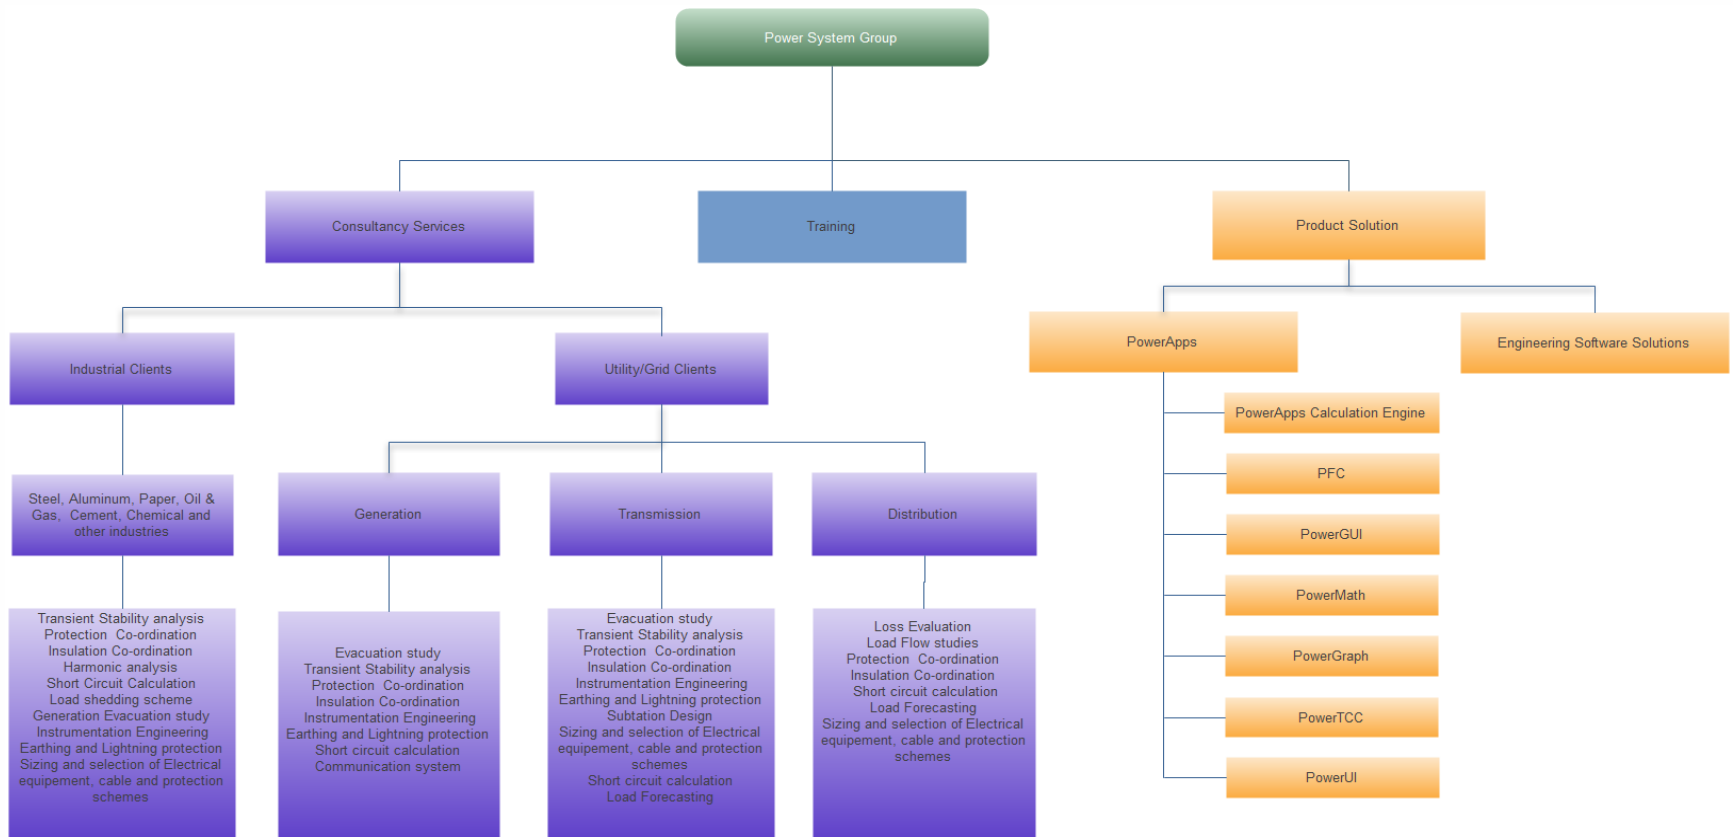 Power System Group
Consultancy Services
Training
Product Solution
Industrial Clients
Utility/Grid Clients
PowerApps
Engineering Software Solutions
Steel, Aluminum, Paper, Oil &
Gas,  Cement, Chemical and
other industries
Generation
Transmission
Distribution
Transient Stability analysis
Protection  Co-ordination
Insulation Co-ordination
Harmonic analysis
Short Circuit Calculation
Load shedding scheme
Generation Evacuation study
Instrumentation Engineering
Earthing and Lightning protection
Sizing and selection of Electrical
equipement, cable and protection
schemes
Evacuation study
Transient Stability analysis
Protection  Co-ordination
Insulation Co-ordination
Instrumentation Engineering
Earthing and Lightning protection
Short circuit calculation
Communication system
Evacuation study
Transient Stability analysis
Protection  Co-ordination
Insulation Co-ordination
Instrumentation Engineering
Earthing and Lightning protection
Subtation Design
Sizing and selection of Electrical
equipement, cable and protection
schemes
Short circuit calculation
Load Forecasting
Loss Evaluation
Load Flow studies
Protection  Co-ordination
Insulation Co-ordination
Short circuit calculation
Load Forecasting
Sizing and selection of Electrical
equipement, cable and protection
schemes
PowerApps Calculation Engine
PFC
PowerGUI
PowerMath
PowerGraph
PowerTCC
PowerUI